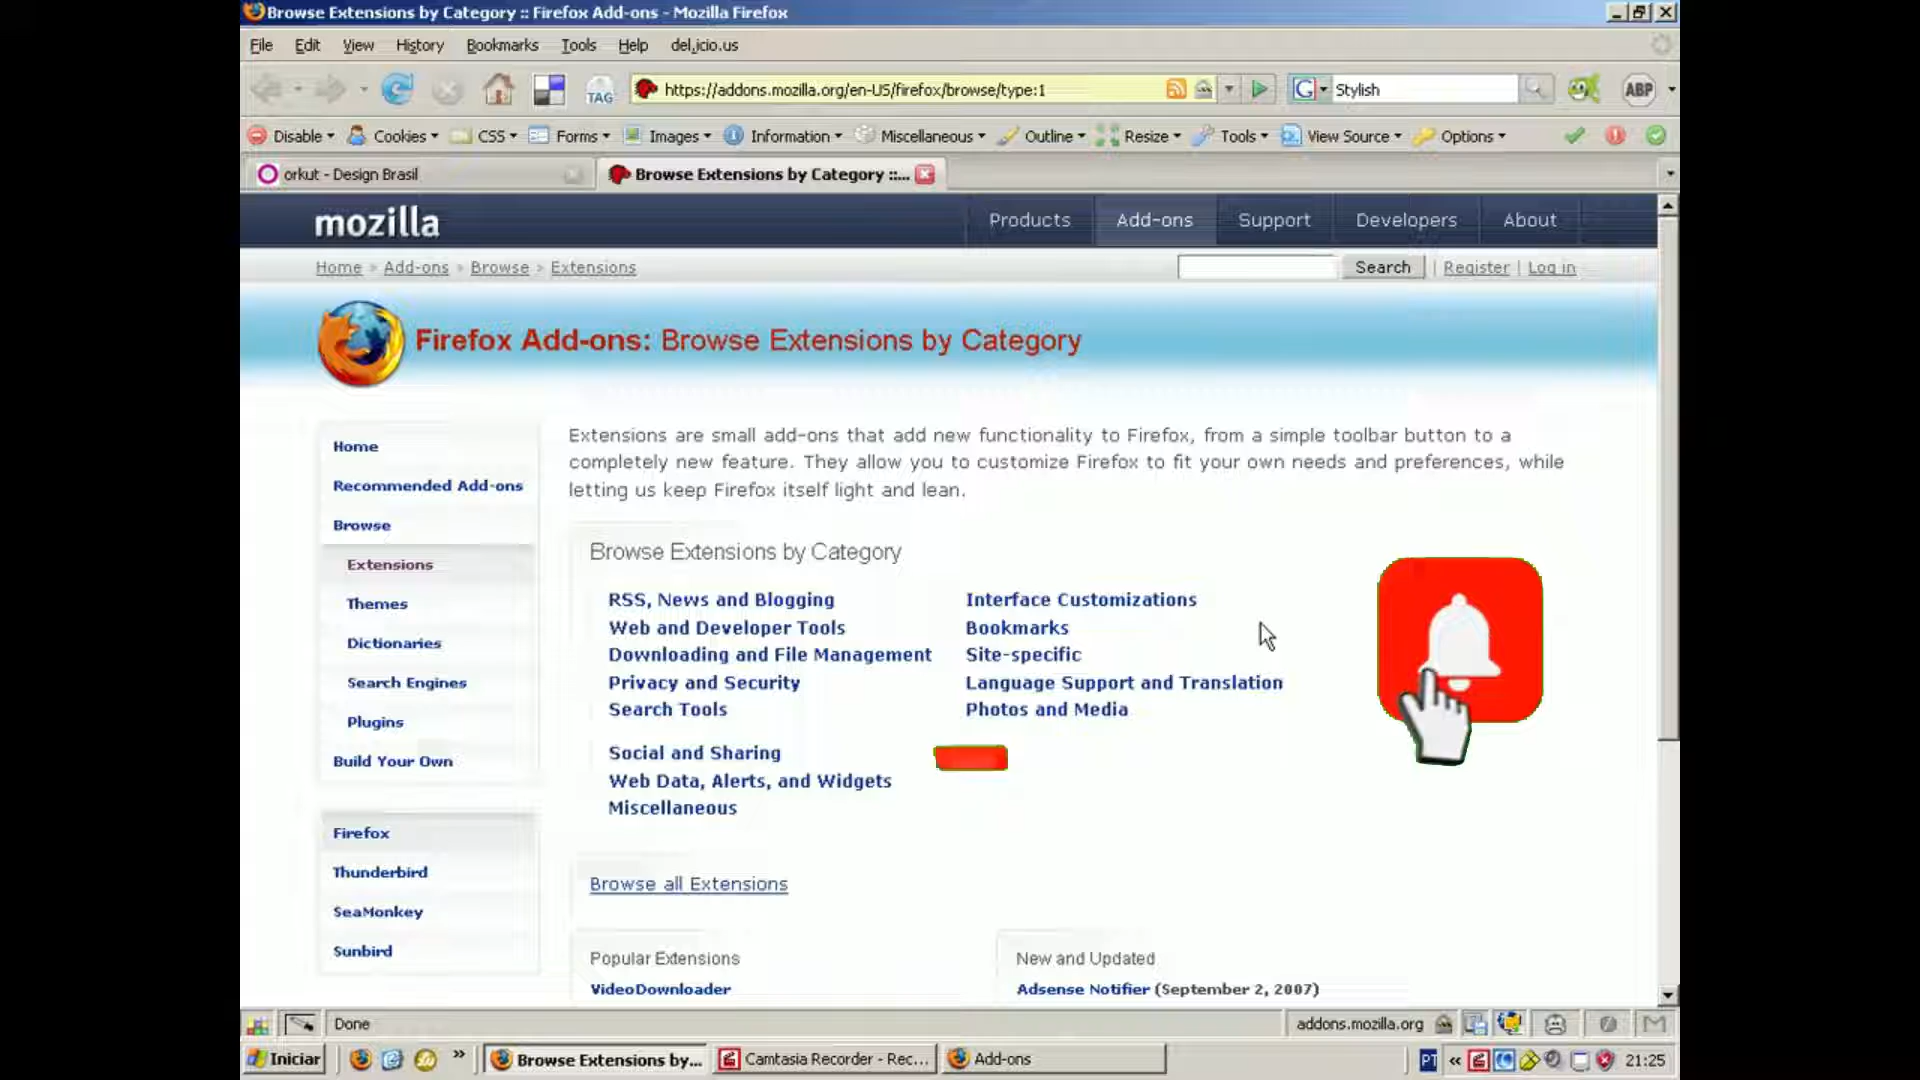 Browse Extensions by Category :: Firefox Add-ons - Mozilla Firefox
File Edit View History Bookmarks Tools Help del.icio.us
TAG https://addons.mozilla.org/en-US/firefox/browse/type:1 G Stylish ABP
Disable Cookies CSS Forms Images Information Miscellaneous Outline Resize Tools View Source Options
orkut - Design Brasil Browse Extensions by Category ::...
mozilla Products Add-ons Support Developers About
Home » Add-ons » Browse » Extensions Search | Register | Log in
Firefox Add-ons: Browse Extensions by Category
Home
Recommended Add-ons
Browse
Extensions
Themes
Dictionaries
Search Engines
Plugins
Build Your Own
Firefox
Thunderbird
SeaMonkey
Sunbird
Extensions are small add-ons that add new functionality to Firefox, from a simple toolbar button to a
completely new feature. They allow you to customize Firefox to fit your own needs and preferences, while
letting us keep Firefox itself light and lean.
Browse Extensions by Category
RSS, News and Blogging
Web and Developer Tools
Downloading and File Management
Privacy and Security
Search Tools
Interface Customizations
Bookmarks
Site-specific
Language Support and Translation
Photos and Media
Social and Sharing
Web Data, Alerts, and Widgets
Miscellaneous
Browse all Extensions
Popular Extensions
VideoDownloader
New and Updated
Adsense Notifier (September 2, 2007)
Done addons.mozilla.org
Iniciar » Browse Extensions by... Camtasia Recorder - Rec... Add-ons PT « 21:25